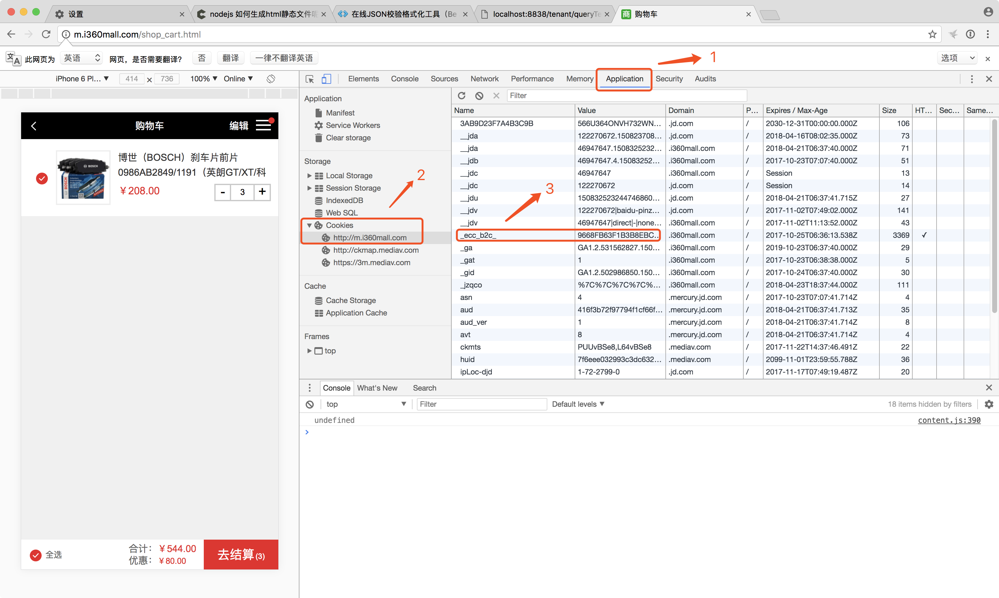 设置
nodejs 如何生成html静态文件呢
在线JSON校验格式化工具（Be
localhost:8838/tenant/queryTe
商 购物车
m.i360mall.com/shop_cart.html
文A 此网页为 英语 网页，是否需要翻译? 否 翻译 一律不翻译英语 1 选项
iPhone 6 Pl... 414 × 736 100% Online
Elements Console Sources Network Performance Memory Application Security Audits
购物车 编辑
BOSCH
BOSCH
博世（BOSCH）刹车片前片
0986AB2849/1191（英朗GT/XT/科
￥208.00
- 3 +
全选
合计： ￥544.00
优惠： ￥80.00
去结算(3)
Application
Manifest
Service Workers
Clear storage
Storage
Local Storage
2
Session Storage
IndexedDB
Web SQL
Cookies
http://m.i360mall.com
http://ckmap.mediav.com
https://3m.mediav.com
Cache
Cache Storage
Application Cache
Frames
top
Filter
Name Value Domain P... Expires / Max-Age Size HT... Sec... Same...
3AB9D23F7A4B3C9B 566U364ONVH732WN... .jd.com / 2030-12-31T00:00:00.000Z 106
__jda 122270672.150823708... .jd.com / 2018-04-16T08:02:35.000Z 73
__jda 46947647.1508325232... .i360mall.com / 2018-04-21T06:37:40.000Z 71
__jdb 46947647.4.15083252... .i360mall.com / 2017-10-23T07:07:40.000Z 51
__jdc 46947647 .i360mall.com / Session 13
__jdc 122270672 .jd.com / Session 14
3
__jdu 150832523244746860... .jd.com / 2018-04-21T06:37:41.715Z 27
__jdv 122270672|baidu-pinz... .jd.com / 2017-11-02T07:49:02.000Z 141
__jdv 46947647|direct|-|none... .i360mall.com / 2017-11-02T11:13:52.000Z 43
_ecc_b2c_ 9668FB63F1B3B8EBC... .i360mall.com / 2017-10-25T06:36:13.538Z 3369 ✓
_ga GA1.2.531562827.150... .i360mall.com / 2019-10-23T06:37:40.000Z 29
_gat 1 .i360mall.com / 2017-10-23T06:38:38.000Z 5
_gid GA1.2.502986850.150... .i360mall.com / 2017-10-24T06:37:40.000Z 30
_jzqco %7C%7C%7C%7C%... .i360mall.com / 2018-04-23T18:37:44.000Z 111
asn 4 .mercury.jd.com / 2017-10-23T07:07:41.714Z 4
aud 416f3b72f97794f1cf66f... .mercury.jd.com / 2018-04-21T06:37:41.713Z 35
aud_ver 1 .mercury.jd.com / 2018-04-21T06:37:41.714Z 8
avt 8 .mercury.jd.com / 2018-04-21T06:37:41.714Z 4
ckmts PUUvBSe8,L64vBSe8 .mediav.com / 2017-11-22T14:37:46.491Z 22
huid 7f6eee032993c3dc632... .mediav.com / 2099-11-01T23:59:55.788Z 36
ipLoc-djd 1-72-2799-0 .jd.com / 2017-11-17T07:49:19.487Z 20
Console What's New Search
top Filter Default levels 18 items hidden by filters
undefined content.js:390
>